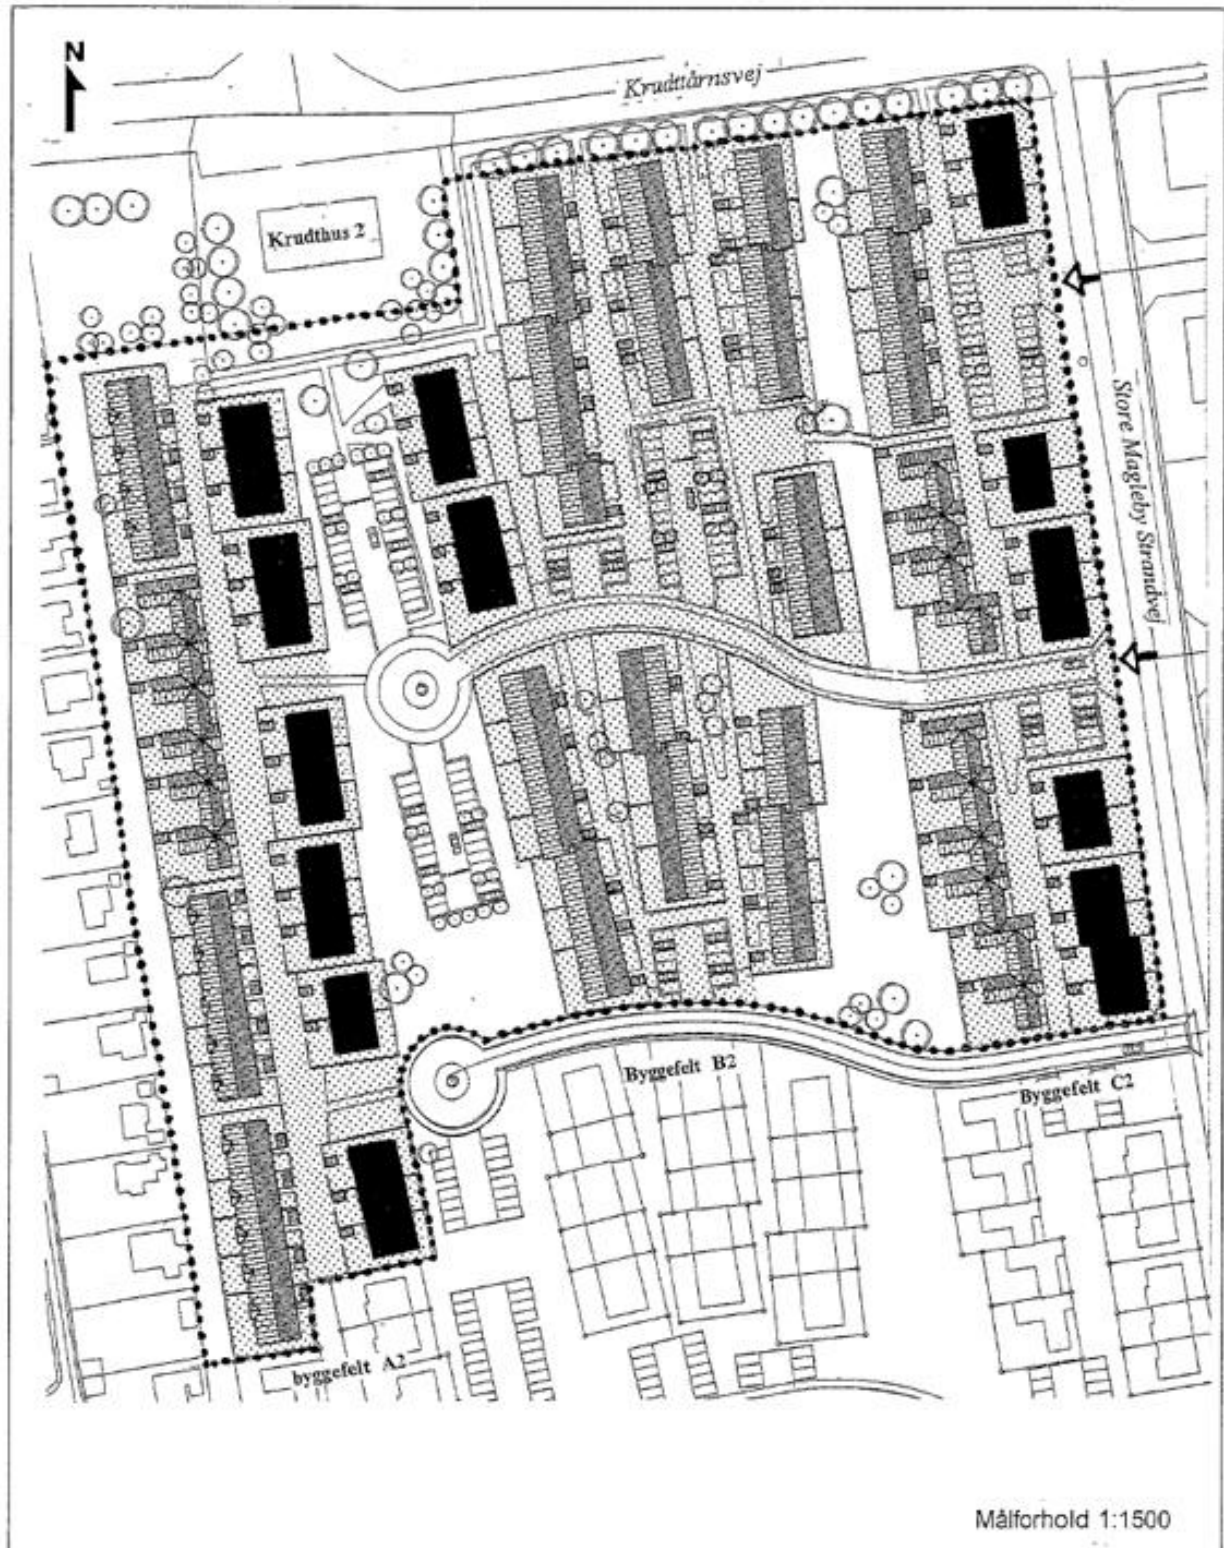 N
Krudttårnsvej
Krudthus 2
Store Magleby Strandvej
Byggefelt B2
Byggefelt C2
byggefelt A2
Målforhold 1:1500